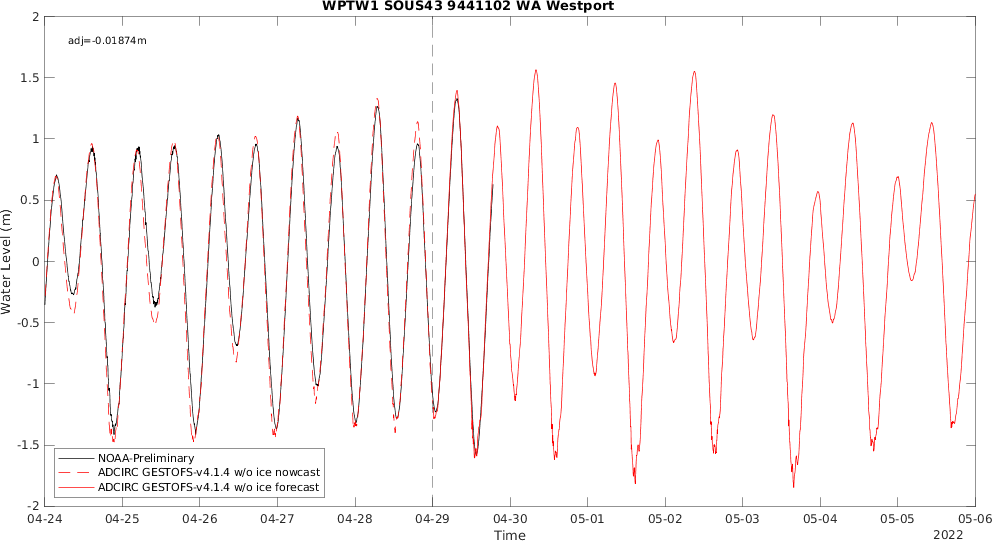 WPTW1 SOUS43 9441102 WA Westport
adj=-0.01874m
Water Level (m)
2
1.5
1
0.5
0
-0.5
-1
-1.5
-2
NOAA-Preliminary
ADCIRC GESTOFS-v4.1.4 w/o ice nowcast
ADCIRC GESTOFS-v4.1.4 w/o ice forecast
04-24 04-25 04-26 04-27 04-28 04-29 04-30 05-01 05-02 05-03 05-04 05-05 05-06
Time
2022